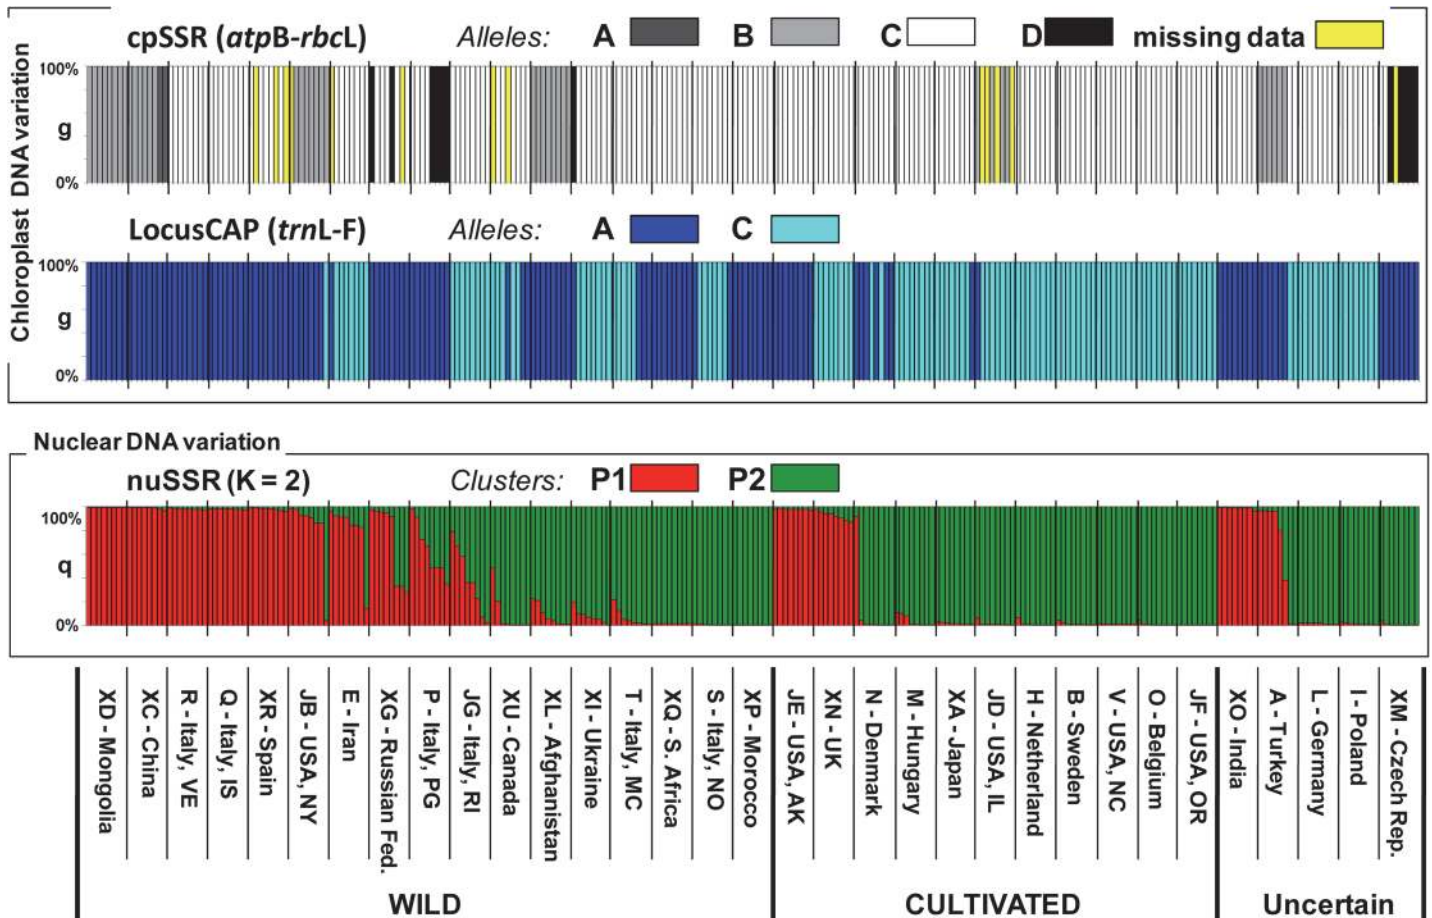 cpSSR (atpB-rbcL) Alleles: A B C D missing data
Chloroplast DNA variation
100%
g
0%
LocusCAP (trnL-F) Alleles: A C
100%
g
0%
Nuclear DNA variation
nuSSR (K = 2) Clusters: P1 P2
100%
q
0%
XD - Mongolia
XC - China
R - Italy, VE
Q - Italy, IS
XR - Spain
JB - USA, NY
E - Iran
XG - Russian Fed.
P - Italy, PG
JG - Italy, RI
XU - Canada
XL - Afghanistan
XI - Ukraine
T - Italy, MC
XQ - S. Africa
S - Italy, NO
XP - Morocco
JE - USA, AK
XN - UK
N - Denmark
M - Hungary
XA - Japan
JD - USA, IL
H - Netherland
B - Sweden
V - USA, NC
O - Belgium
JF - USA, OR
XO - India
A - Turkey
L - Germany
I - Poland
XM - Czech Rep.
WILD CULTIVATED Uncertain